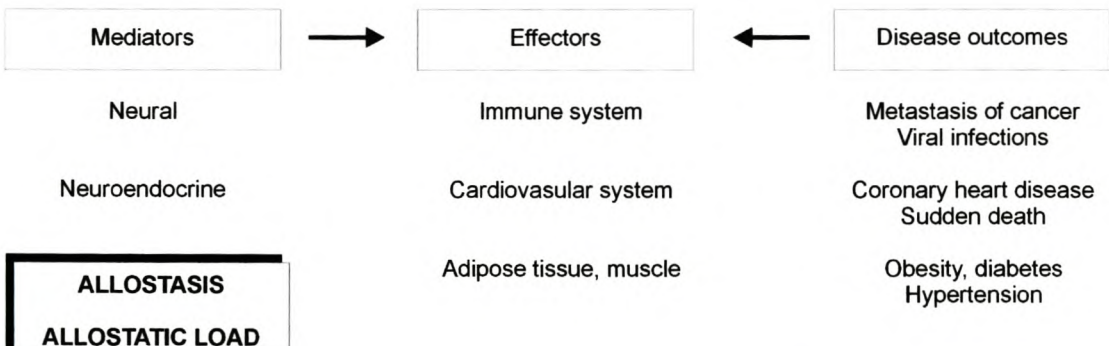 Mediators
Effectors
Disease outcomes
Neural
Immune system
Metastasis of cancer
Viral infections
Neuroendocrine
Cardiovasular system
Coronary heart disease
Sudden death
ALLOSTASIS
ALLOSTATIC LOAD
Adipose tissue, muscle
Obesity, diabetes
Hypertension